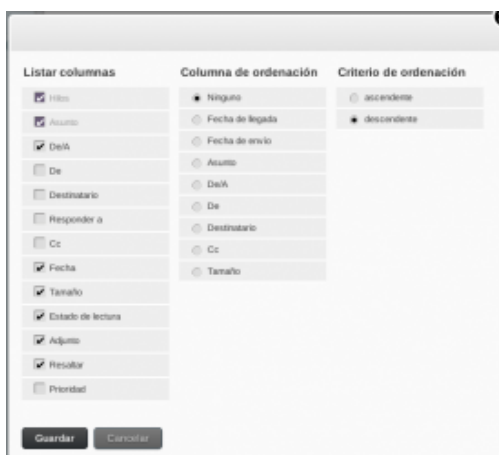 Listar columnas
Hilos
Asunto
De/A
De
Destinatario
Responder a
Cc
Fecha
Tamaño
Estado de lectura
Adjunto
Resaltar
Prioridad
Columna de ordenación
Ninguno
Fecha de llegada
Fecha de envío
Asunto
De/A
De
Destinatario
Cc
Tamaño
Criterio de ordenación
ascendente
descendente
Guardar
Cancelar